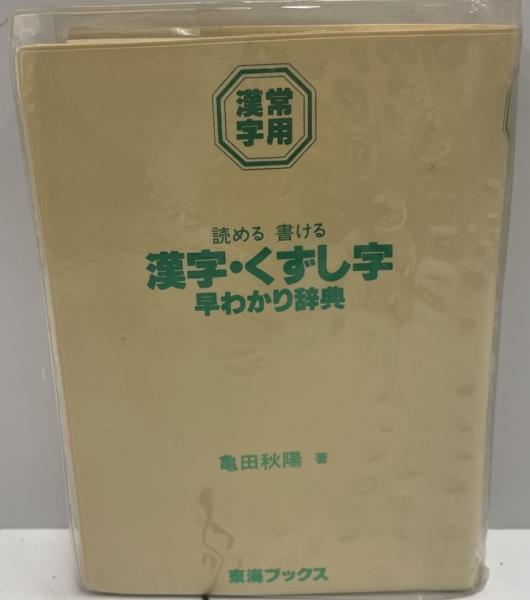 常用
漢字
読める 書ける
漢字・くずし字
早わかり辞典
亀田秋陽 著
東海ブックス